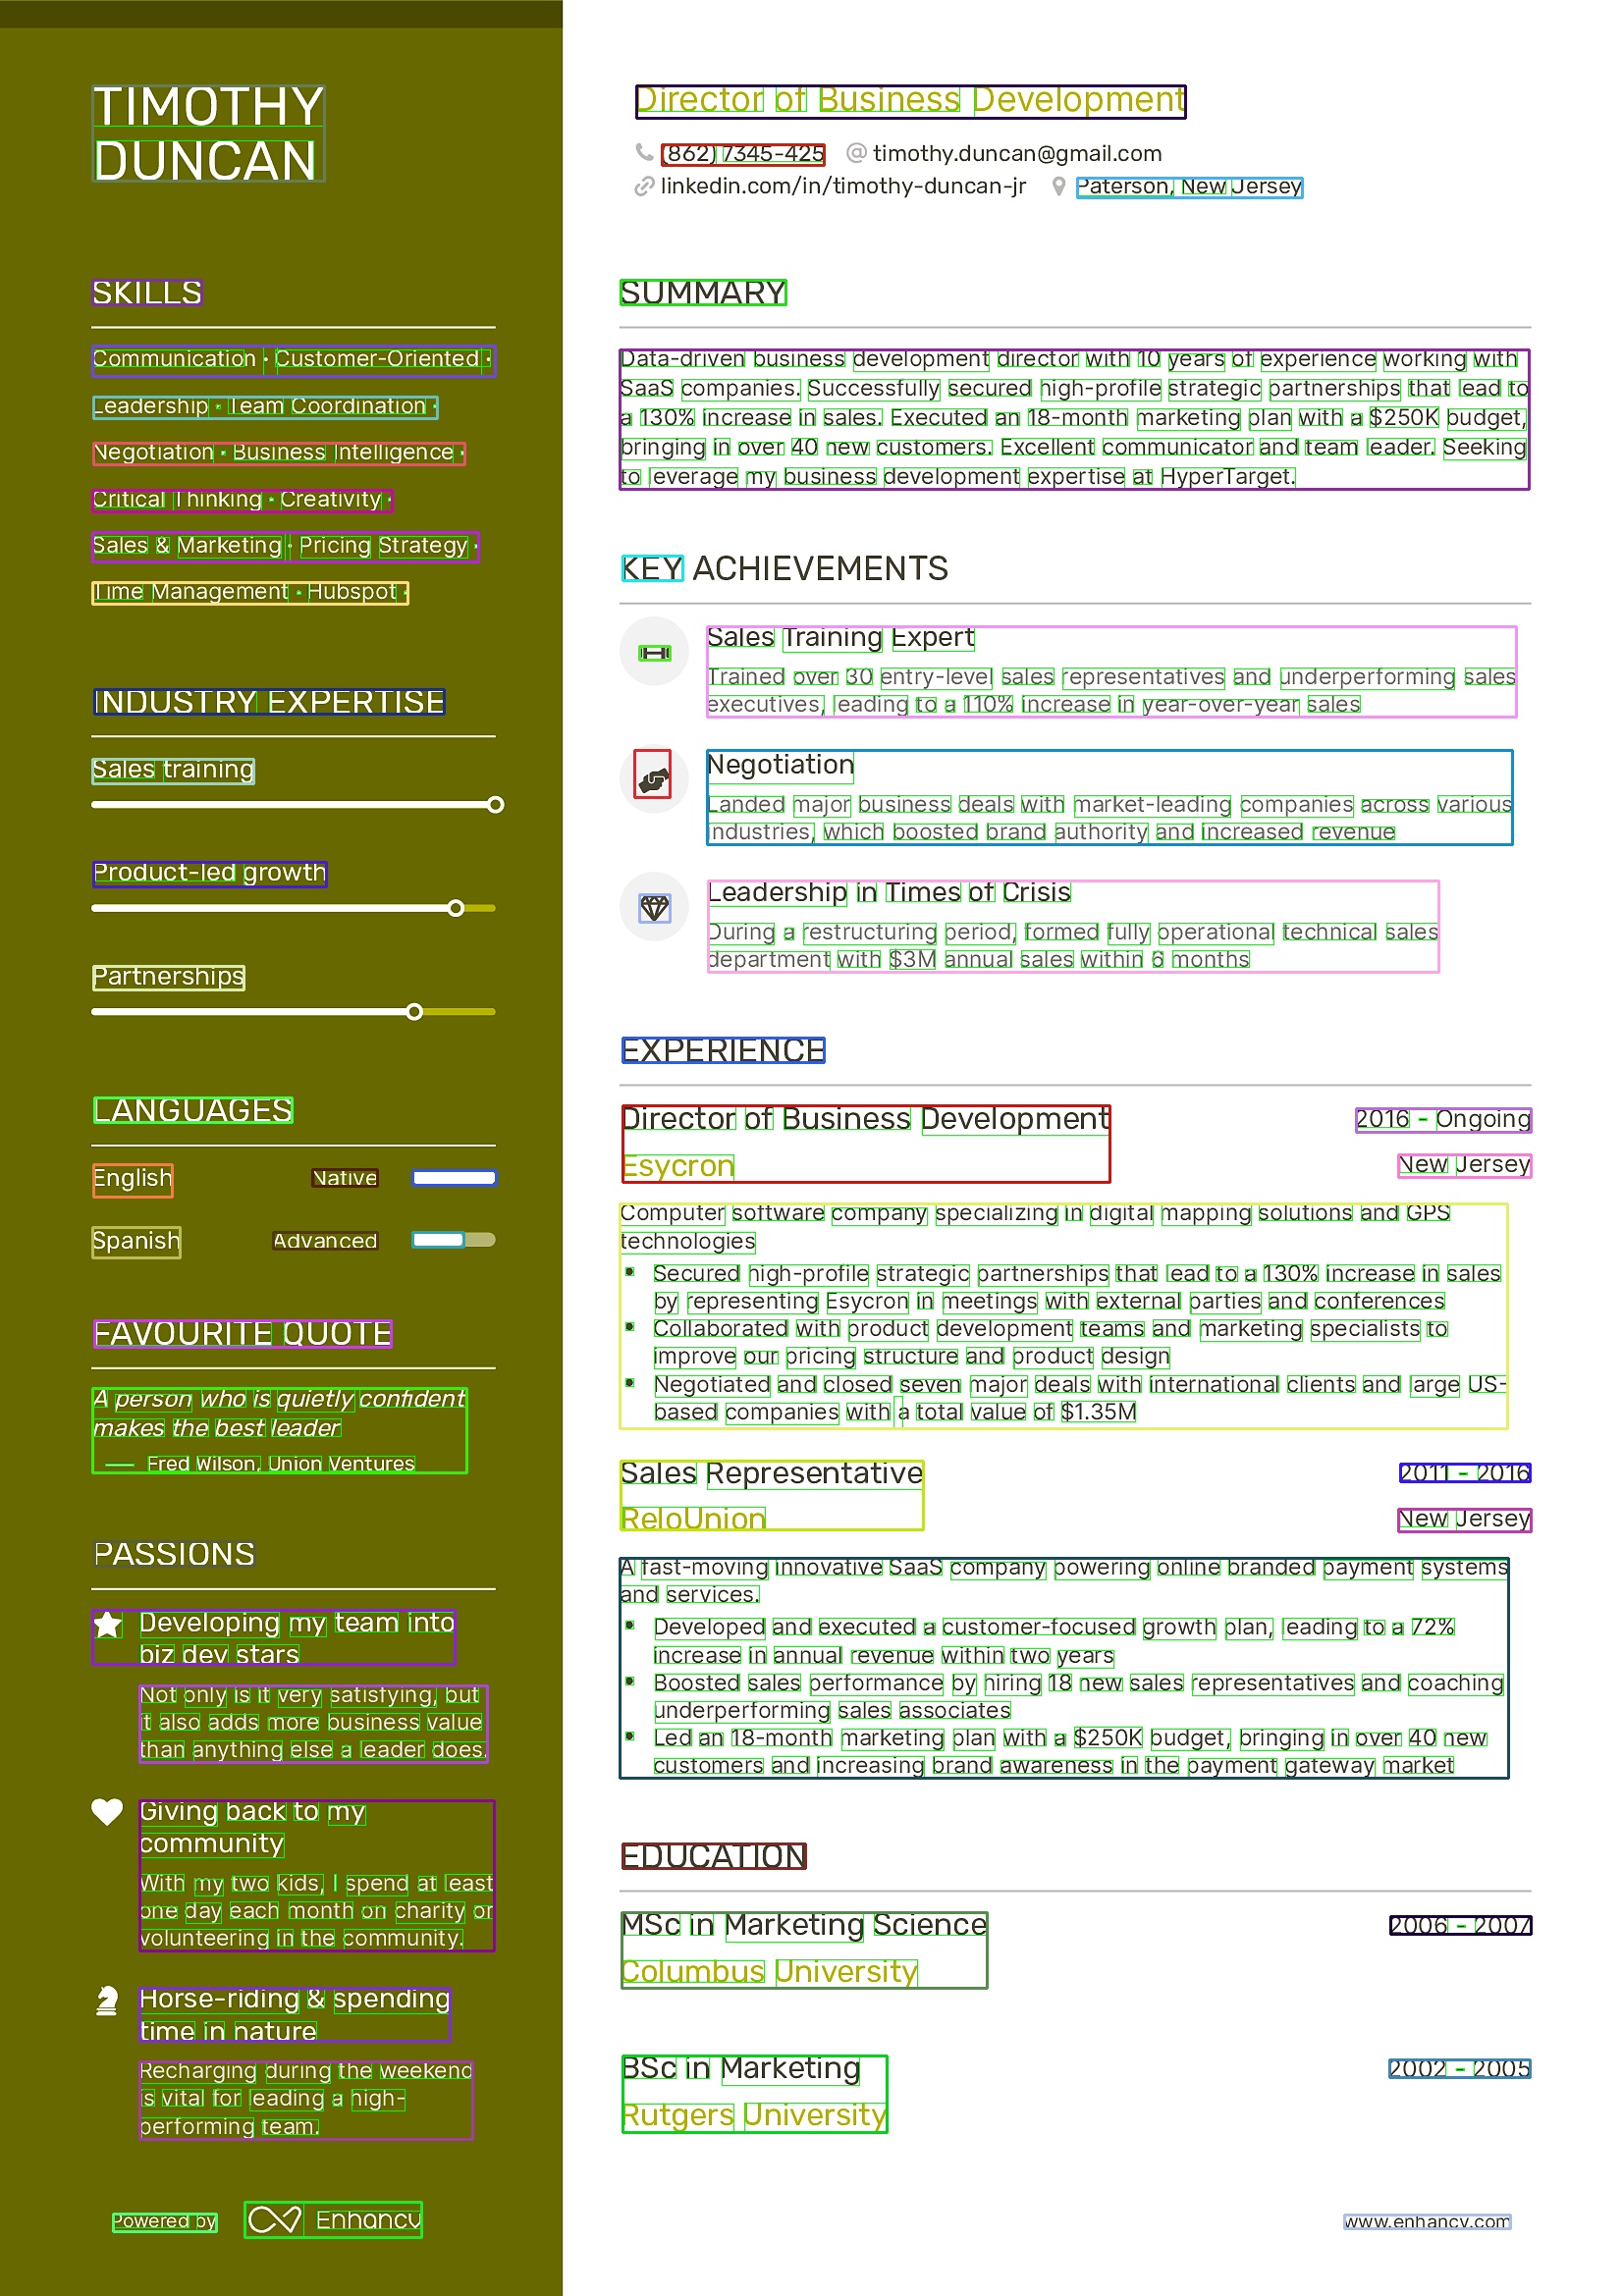 TIMOTHY
DUNCAN
SKILLS
Communication · Customer-Oriented ·
Leadership · Team Coordination ·
Negotiation · Business Intelligence ·
Critical Thinking · Creativity ·
Sales & Marketing · Pricing Strategy ·
Time Management · Hubspot ·
INDUSTRY EXPERTISE
Sales training
Product-led growth
Partnerships
LANGUAGES
English Native
Spanish Advanced
FAVOURITE QUOTE
A person who is quietly confident
makes the best leader
— Fred Wilson, Union Ventures
PASSIONS
Developing my team into
biz dev stars
Not only is it very satisfying, but
it also adds more business value
than anything else a leader does.
Giving back to my
community
With my two kids, I spend at least
one day each month on charity or
volunteering in the community.
Horse-riding & spending
time in nature
Recharging during the weekend
is vital for leading a high-
performing team.
Powered by Enhancv
Director of Business Development
(862) 7345-425 @ timothy.duncan@gmail.com
linkedin.com/in/timothy-duncan-jr Paterson, New Jersey
SUMMARY
Data-driven business development director with 10 years of experience working with
SaaS companies. Successfully secured high-profile strategic partnerships that lead to
a 130% increase in sales. Executed an 18-month marketing plan with a $250K budget,
bringing in over 40 new customers. Excellent communicator and team leader. Seeking
to leverage my business development expertise at HyperTarget.
KEY ACHIEVEMENTS
Sales Training Expert
Trained over 30 entry-level sales representatives and underperforming sales
executives, leading to a 110% increase in year-over-year sales
Negotiation
Landed major business deals with market-leading companies across various
industries, which boosted brand authority and increased revenue
Leadership in Times of Crisis
During a restructuring period, formed fully operational technical sales
department with $3M annual sales within 6 months
EXPERIENCE
Director of Business Development 2016 - Ongoing
Esycron New Jersey
Computer software company specializing in digital mapping solutions and GPS
technologies
• Secured high-profile strategic partnerships that lead to a 130% increase in sales
by representing Esycron in meetings with external parties and conferences
• Collaborated with product development teams and marketing specialists to
improve our pricing structure and product design
• Negotiated and closed seven major deals with international clients and large US-
based companies with a total value of $1.35M
Sales Representative 2011 - 2016
ReloUnion New Jersey
A fast-moving innovative SaaS company powering online branded payment systems
and services.
• Developed and executed a customer-focused growth plan, leading to a 72%
increase in annual revenue within two years
• Boosted sales performance by hiring 18 new sales representatives and coaching
underperforming sales associates
• Led an 18-month marketing plan with a $250K budget, bringing in over 40 new
customers and increasing brand awareness in the payment gateway market
EDUCATION
MSc in Marketing Science 2006 - 2007
Columbus University
BSc in Marketing 2002 - 2005
Rutgers University
www.enhancv.com